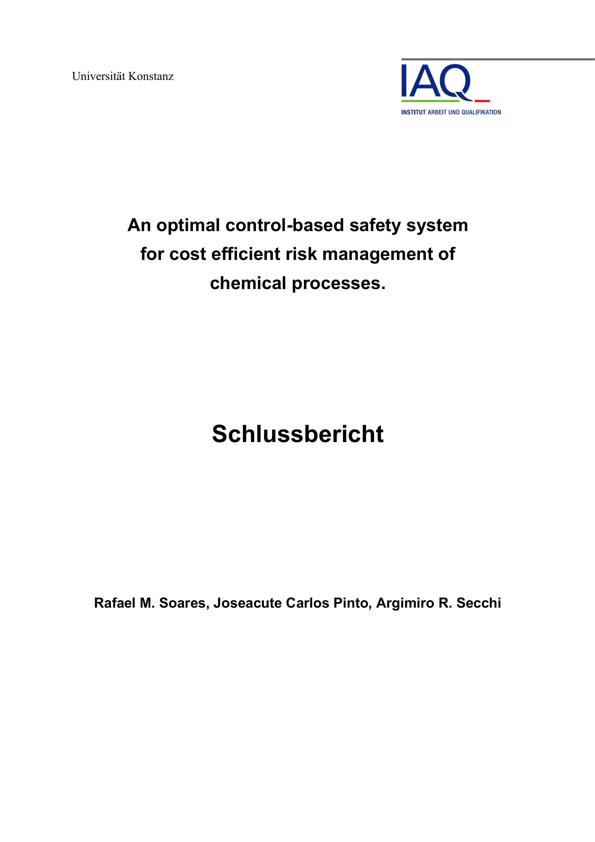 Universität Konstanz
IAQ
INSTITUT ARBEIT UND QUALIFIKATION
An optimal control-based safety system
for cost efficient risk management of
chemical processes.
Schlussbericht
Rafael M. Soares, Joseacute Carlos Pinto, Argimiro R. Secchi